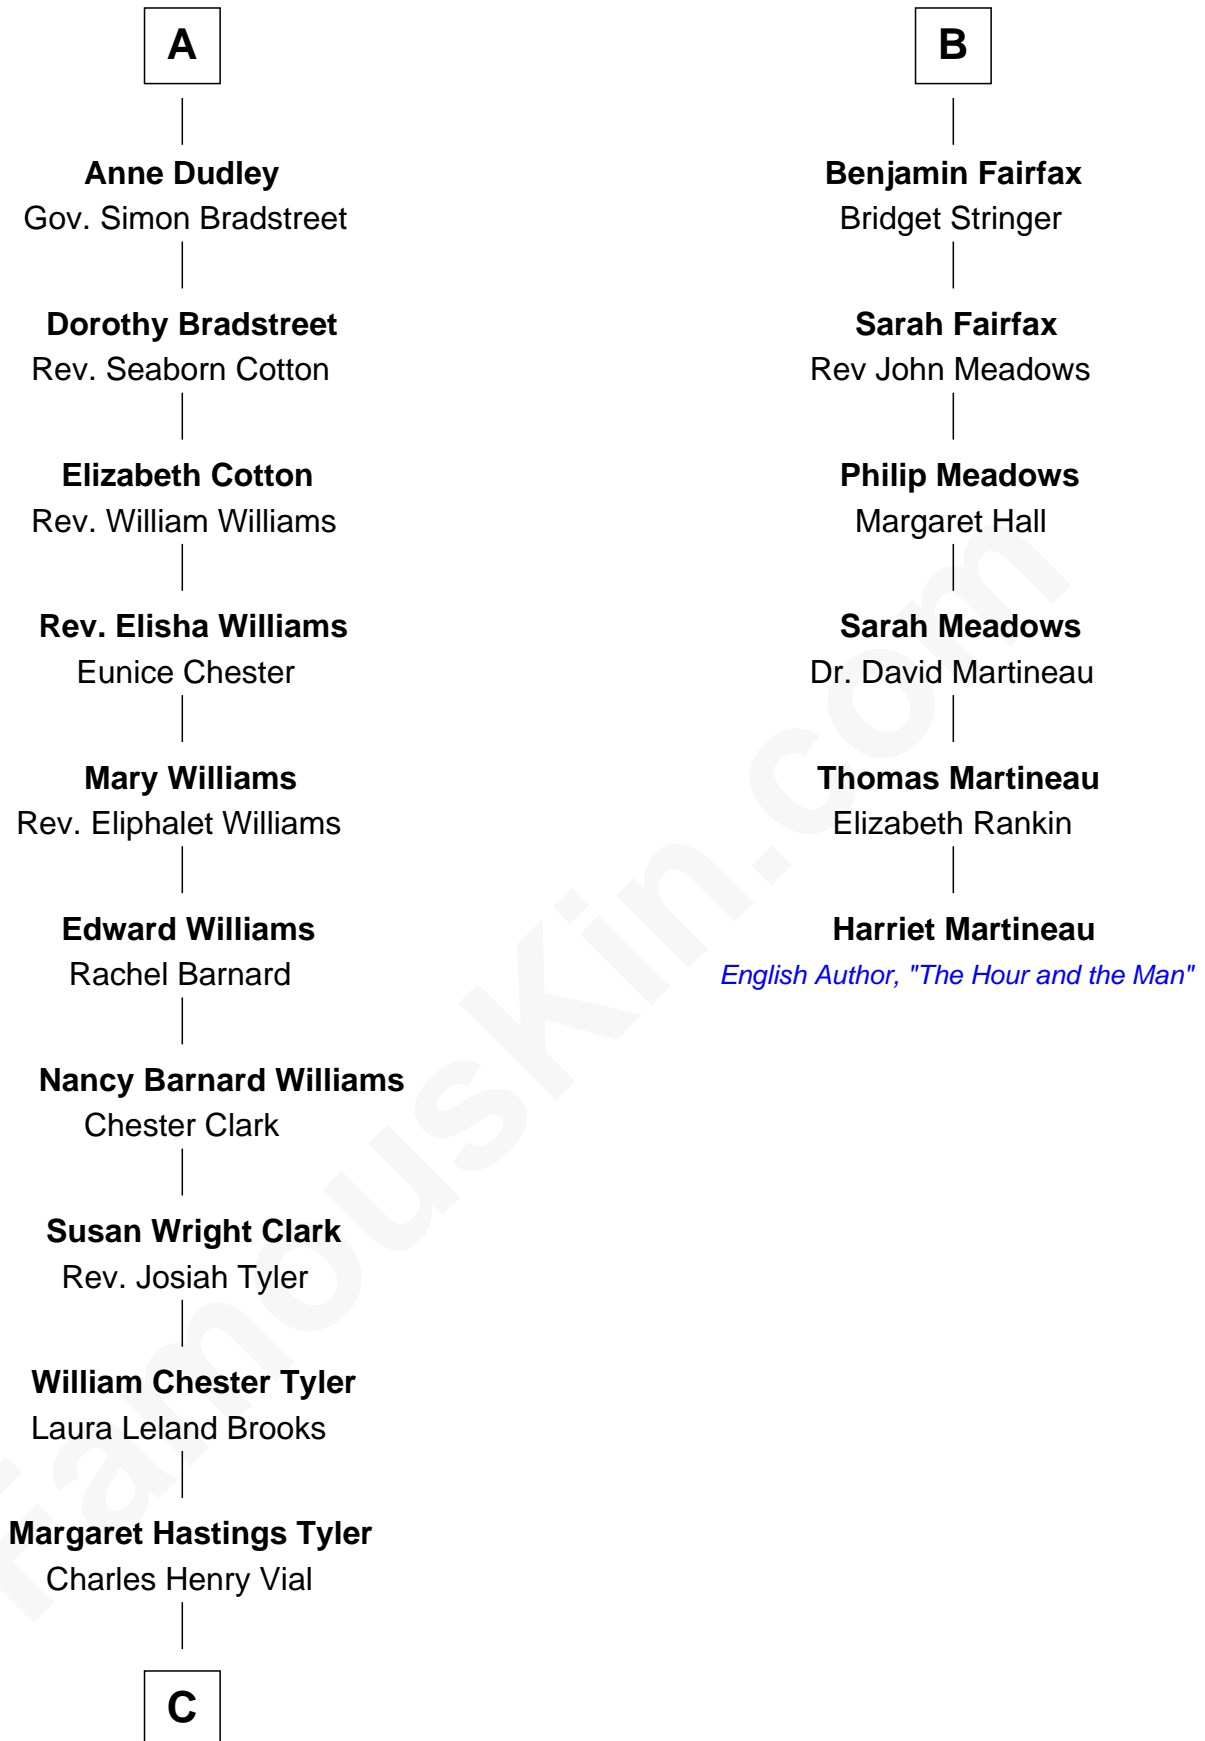 A
Anne Dudley
Gov. Simon Bradstreet
Dorothy Bradstreet
Rev. Seaborn Cotton
Elizabeth Cotton
Rev. William Williams
Rev. Elisha Williams
Eunice Chester
Mary Williams
Rev. Eliphalet Williams
Edward Williams
Rachel Barnard
Nancy Barnard Williams
Chester Clark
Susan Wright Clark
Rev. Josiah Tyler
William Chester Tyler
Laura Leland Brooks
Margaret Hastings Tyler
Charles Henry Vial
C
B
Benjamin Fairfax
Bridget Stringer
Sarah Fairfax
Rev John Meadows
Philip Meadows
Margaret Hall
Sarah Meadows
Dr. David Martineau
Thomas Martineau
Elizabeth Rankin
Harriet Martineau
English Author, "The Hour and the Man"
FamousKin.com